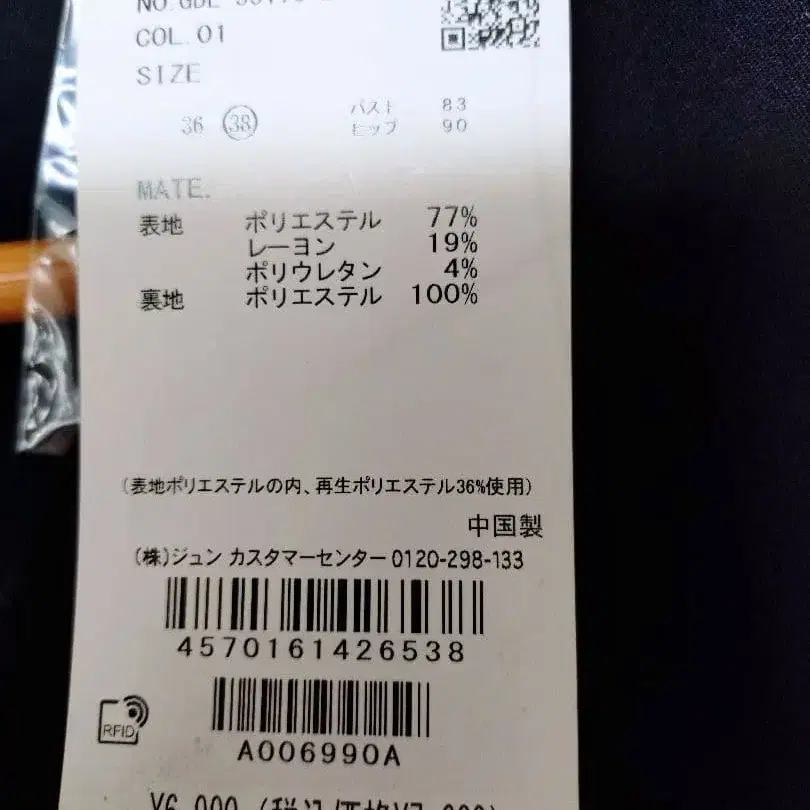 COL.01
SIZE
36 38 バスト 83
ヒップ 90
MATE.
表地 ポリエステル 77%
レーヨン 19%
ポリウレタン 4%
裏地 ポリエステル 100%
(表地ポリエステルの内、再生ポリエステル36%使用)
中国製
(株)ジュン カスタマーセンター 0120-298-133
4570161426538
RFID
A006990A